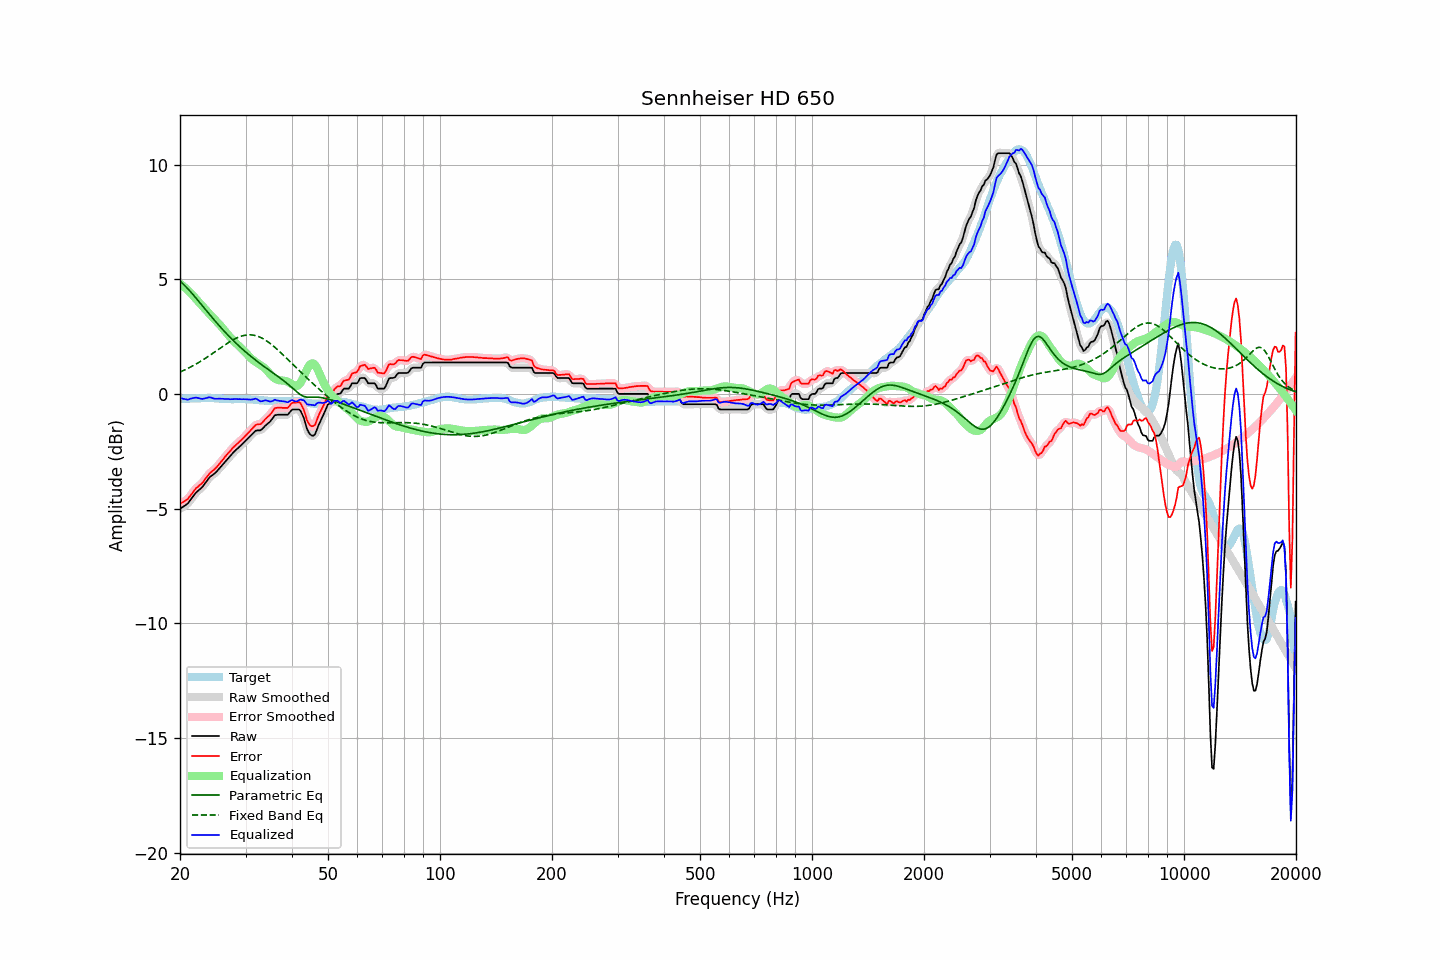 Sennheiser HD 650
Amplitude (dBr)
10
5
0
−5
−10
−15
−20
Target
Raw Smoothed
Error Smoothed
Raw
Error
Equalization
Parametric Eq
Fixed Band Eq
Equalized
20 50 100 200 500 1000 2000 5000 10000 20000
Frequency (Hz)